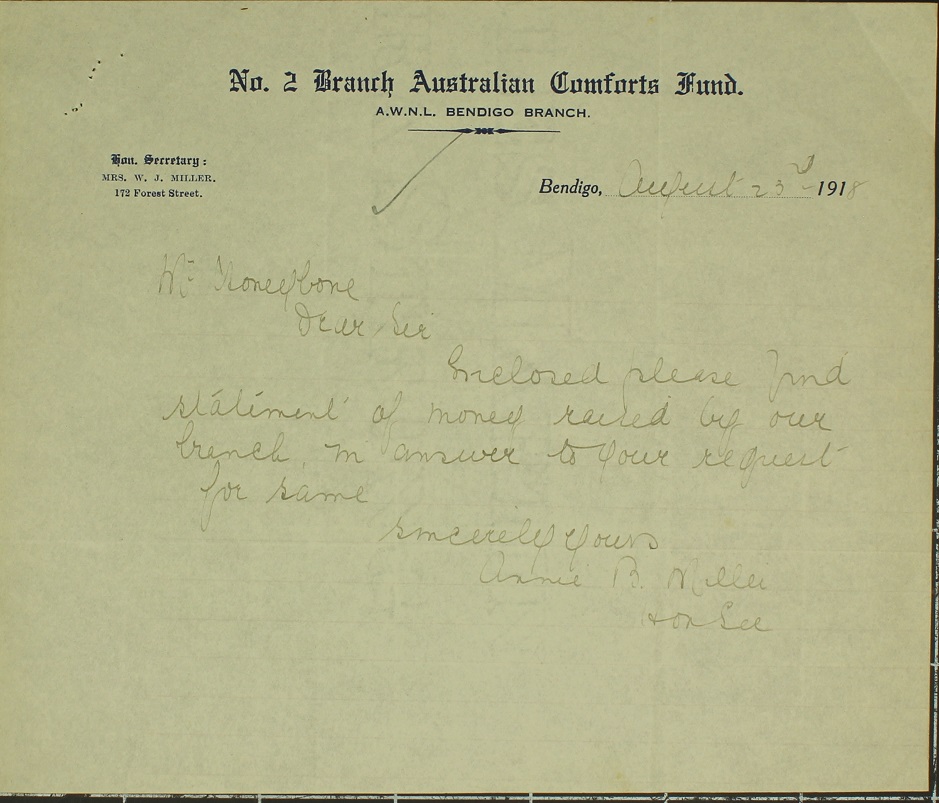 No. 2 Branch Australian Comforts Fund.
A.W.N.L. BENDIGO BRANCH.
Hon. Secretary:
MRS. W. J. MILLER.
172 Forest Street.
Bendigo, August 23rd 1918
Mr Honeybone
Dear Sir
Enclosed please find
statement of money raised by our
branch, in answer to your request
for same
Sincerely yours
Annie B. Miller
Hon Sec